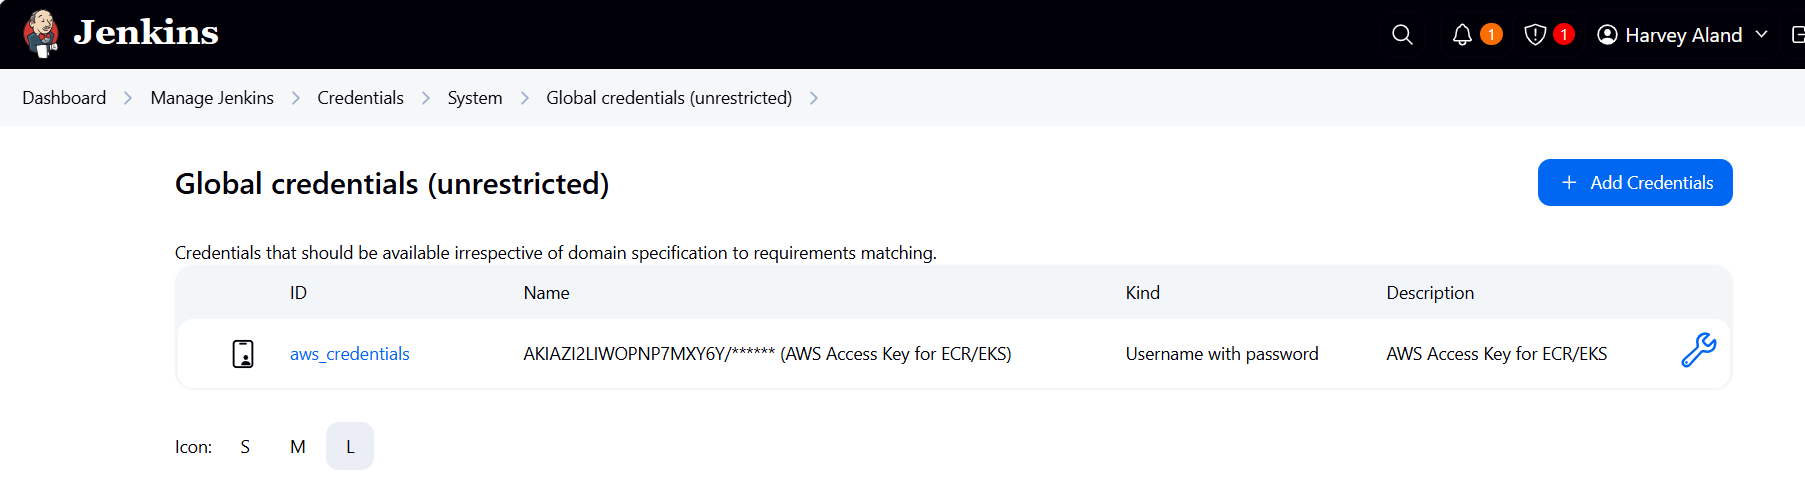 Jenkins
1
1
Harvey Aland
Dashboard
Manage Jenkins
Credentials
System
Global credentials (unrestricted)
Global credentials (unrestricted)
+ Add Credentials
Credentials that should be available irrespective of domain specification to requirements matching.
ID Name Kind Description
aws_credentials AKIAZI2LIWOPNP7MXY6Y/****** (AWS Access Key for ECR/EKS) Username with password AWS Access Key for ECR/EKS
Icon: S M L